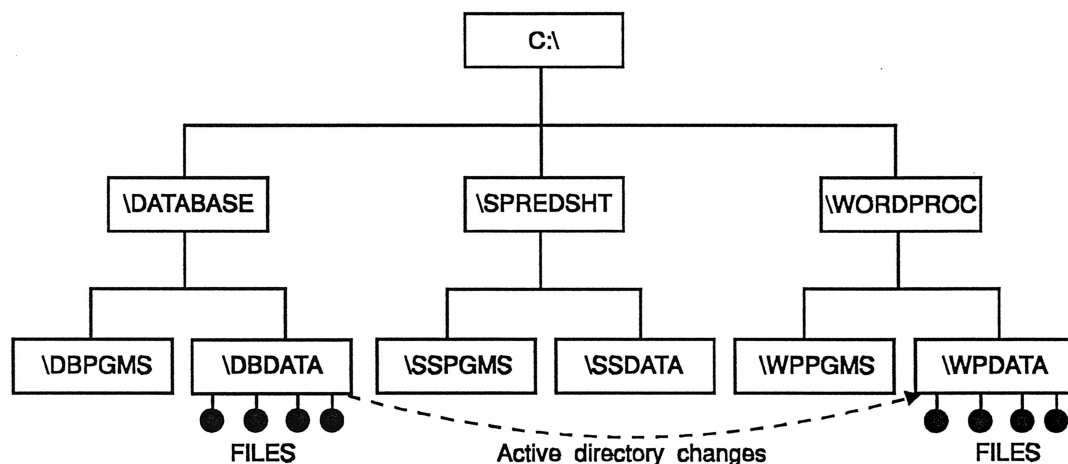 C:\
\DATABASE
\SPREDSHT
\WORDPROC
\DBPGMS
\DBDATA
\SSPGMS
\SSDATA
\WPPGMS
\WPDATA
FILES
Active directory changes
FILES